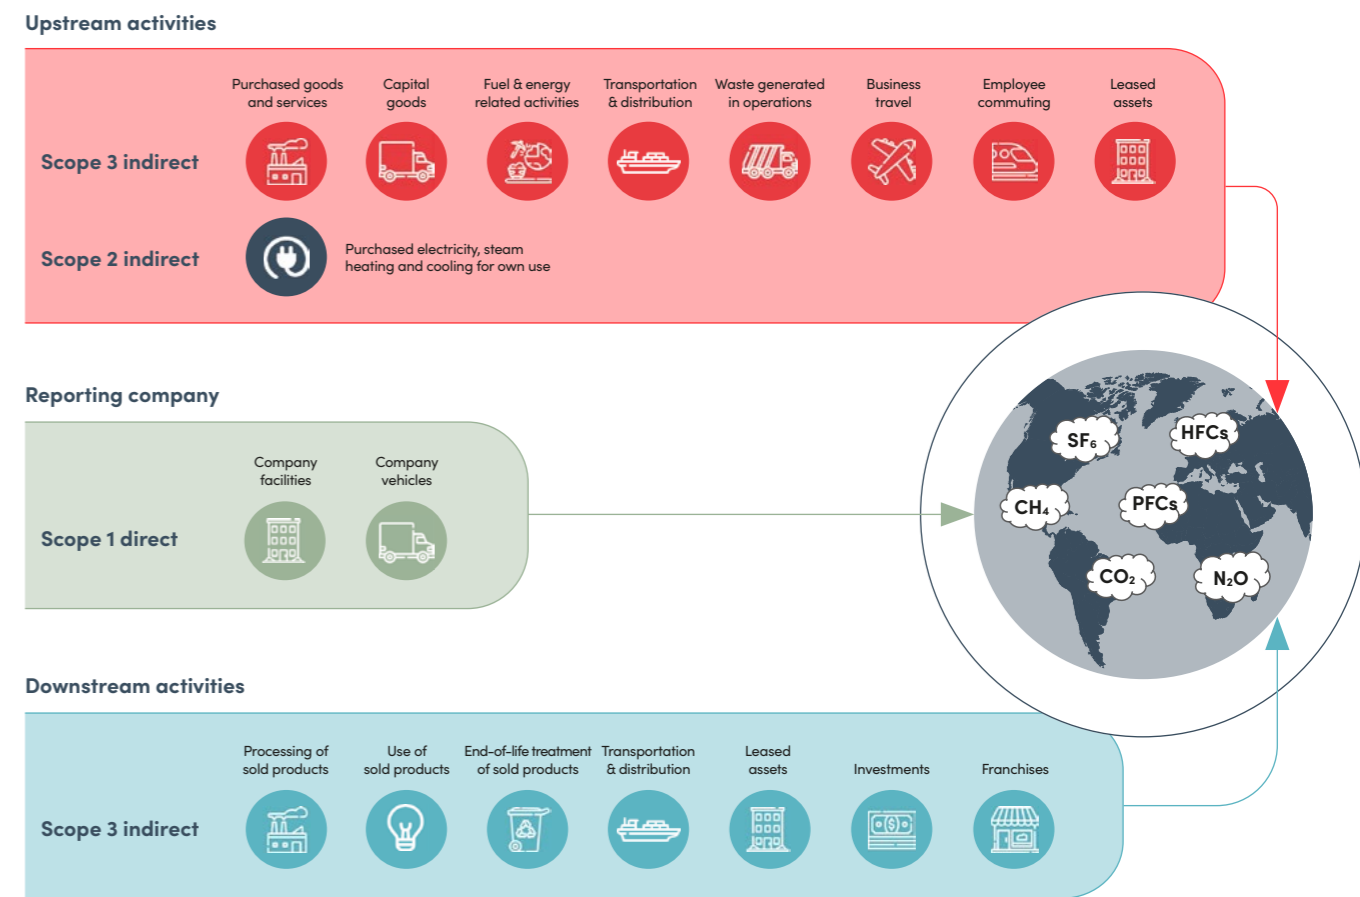 Upstream activities
Purchased goods
and services
Capital
goods
Fuel & energy
related activities
Transportation
& distribution
Waste generated
in operations
Business
travel
Employee
commuting
Leased
assets
Scope 3 indirect
Scope 2 indirect
Purchased electricity, steam
heating and cooling for own use
Reporting company
Company
facilities
Company
vehicles
Scope 1 direct
SF₆
HFCs
CH₄
PFCs
CO₂
N₂O
Downstream activities
Processing of
sold products
Use of
sold products
End-of-life treatment
of sold products
Transportation
& distribution
Leased
assets
Investments
Franchises
Scope 3 indirect
($)